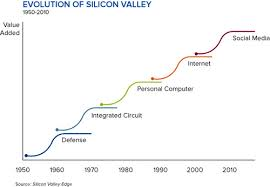 EVOLUTION OF SILICON VALLEY
1950-2010
Value
Added
Social Media
Internet
Personal Computer
Integrated Circuit
Defense
1950 1960 1970 1980 1990 2000 2010
Source: Silicon Valley Edge